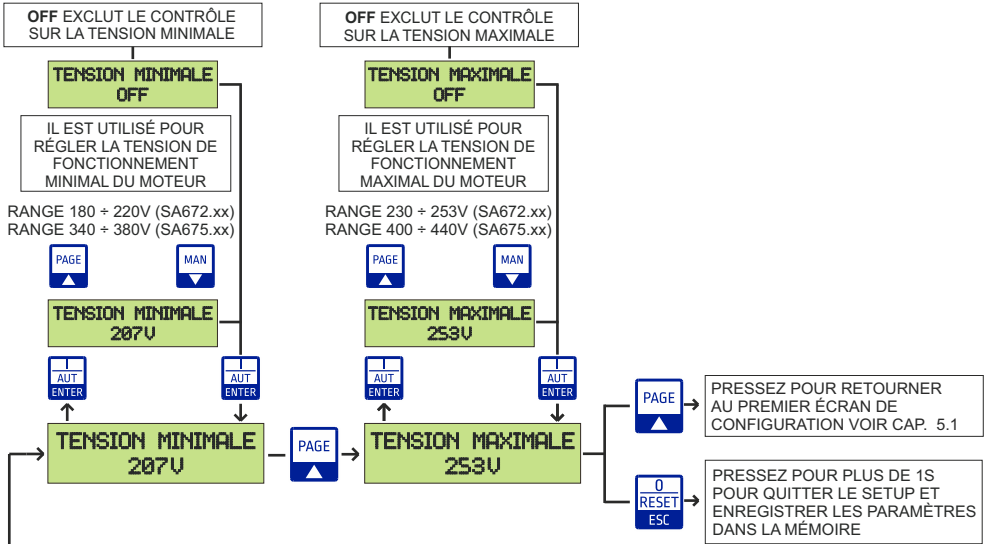 OFF EXCLUT LE CONTRÔLE
SUR LA TENSION MINIMALE
TENSION MINIMALE
OFF
IL EST UTILISÉ POUR
RÉGLER LA TENSION DE
FONCTIONNEMENT
MINIMAL DU MOTEUR
RANGE 180 ÷ 220V (SA672.xx)
RANGE 340 ÷ 380V (SA675.xx)
PAGE
MAN
TENSION MINIMALE
207V
I
AUT
ENTER
I
AUT
ENTER
TENSION MINIMALE
207V
PAGE
OFF EXCLUT LE CONTRÔLE
SUR LA TENSION MAXIMALE
TENSION MAXIMALE
OFF
IL EST UTILISÉ POUR
RÉGLER LA TENSION DE
FONCTIONNEMENT
MAXIMAL DU MOTEUR
RANGE 230 ÷ 253V (SA672.xx)
RANGE 400 ÷ 440V (SA675.xx)
PAGE
MAN
TENSION MAXIMALE
253V
I
AUT
ENTER
I
AUT
ENTER
TENSION MAXIMALE
253V
PAGE
PRESSEZ POUR RETOURNER
AU PREMIER ÉCRAN DE
CONFIGURATION VOIR CAP. 5.1
0
RESET
ESC
PRESSEZ POUR PLUS DE 1S
POUR QUITTER LE SETUP ET
ENREGISTRER LES PARAMÈTRES
DANS LA MÉMOIRE